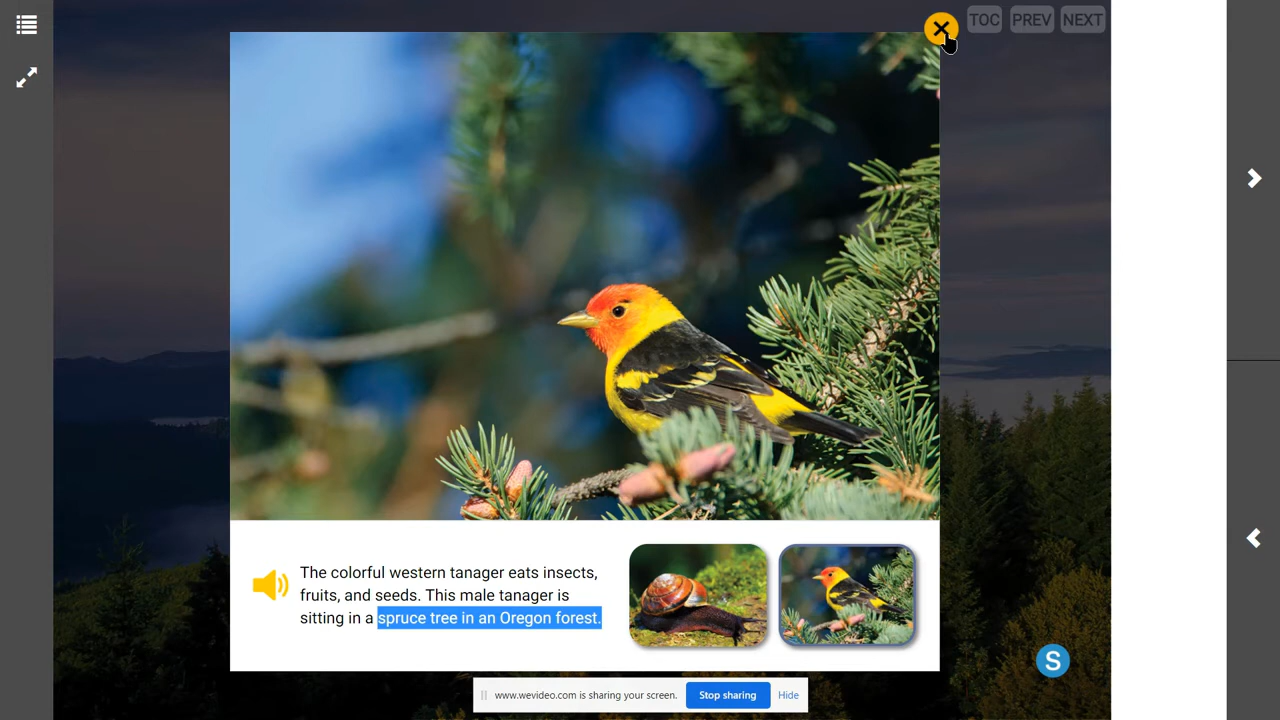 TOC PREV NEXT
The colorful western tanager eats insects,
fruits, and seeds. This male tanager is
sitting in a spruce tree in an Oregon forest.
S
www.wevideo.com is sharing your screen. Stop sharing Hide